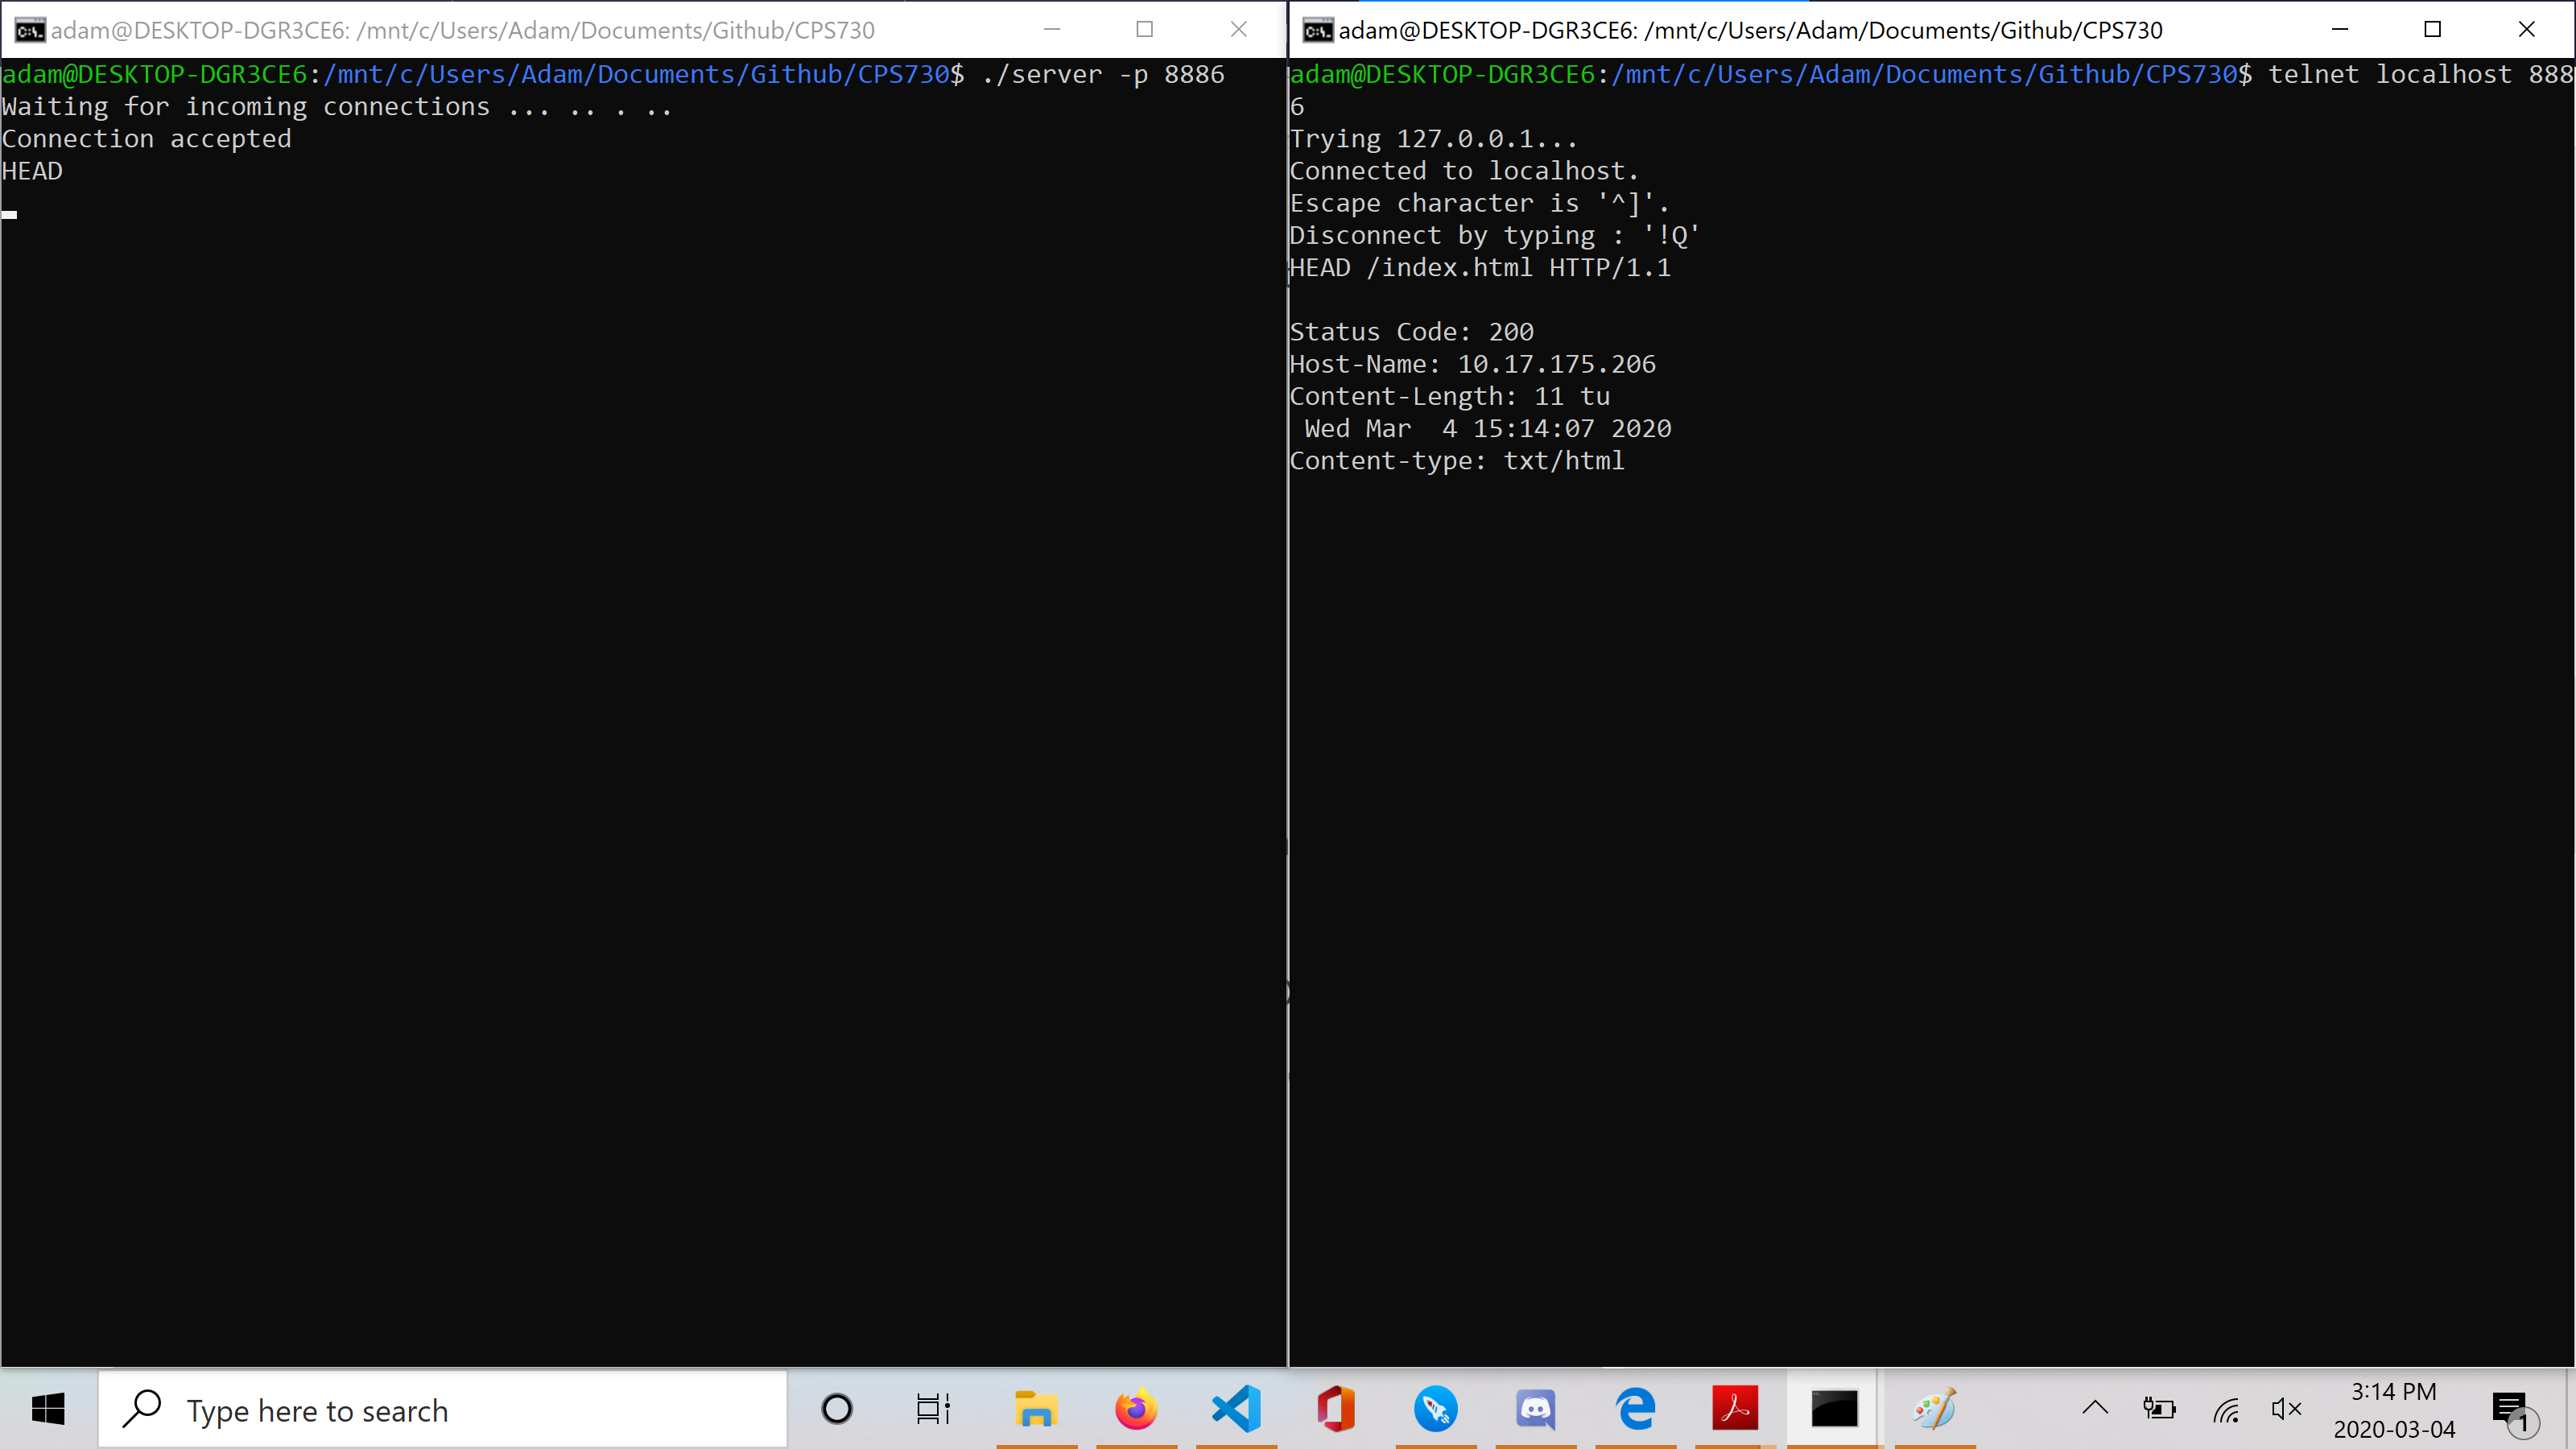 adam@DESKTOP-DGR3CE6: /mnt/c/Users/Adam/Documents/Github/CPS730
adam@DESKTOP-DGR3CE6:/mnt/c/Users/Adam/Documents/Github/CPS730$ ./server -p 8886
Waiting for incoming connections ... .. . ..
Connection accepted
HEAD
adam@DESKTOP-DGR3CE6: /mnt/c/Users/Adam/Documents/Github/CPS730
adam@DESKTOP-DGR3CE6:/mnt/c/Users/Adam/Documents/Github/CPS730$ telnet localhost 888
6
Trying 127.0.0.1...
Connected to localhost.
Escape character is '^]'.
Disconnect by typing : '!Q'
HEAD /index.html HTTP/1.1
Status Code: 200
Host-Name: 10.17.175.206
Content-Length: 11 tu
Wed Mar  4 15:14:07 2020
Content-type: txt/html
Type here to search
3:14 PM
2020-03-04
1